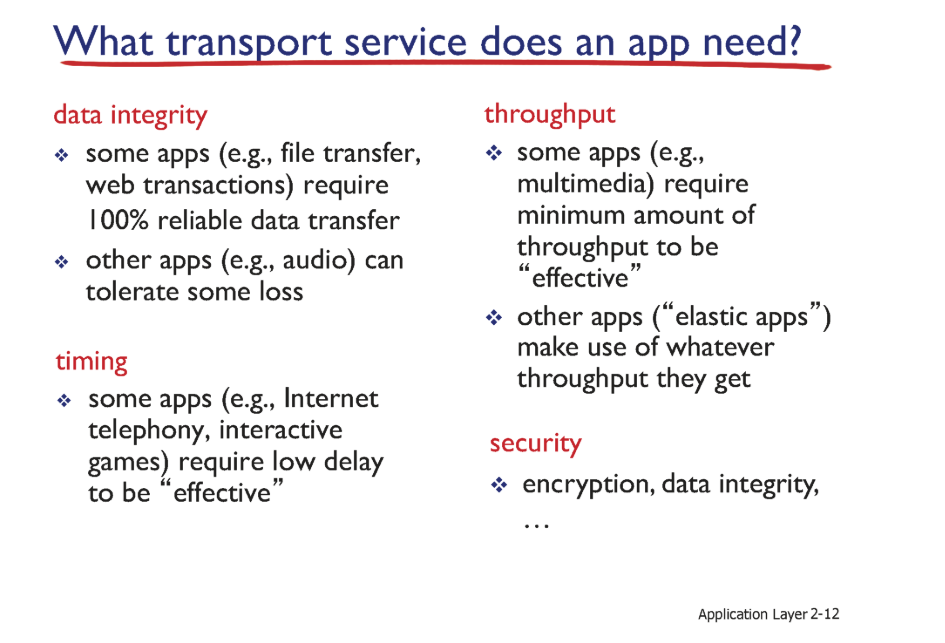 What transport service does an app need?
data integrity
❖ some apps (e.g., file transfer,
web transactions) require
100% reliable data transfer
❖ other apps (e.g., audio) can
tolerate some loss
timing
❖ some apps (e.g., Internet
telephony, interactive
games) require low delay
to be “effective”
throughput
❖ some apps (e.g.,
multimedia) require
minimum amount of
throughput to be
“effective”
❖ other apps (“elastic apps”)
make use of whatever
throughput they get
security
❖ encryption, data integrity,
…
Application Layer 2-12